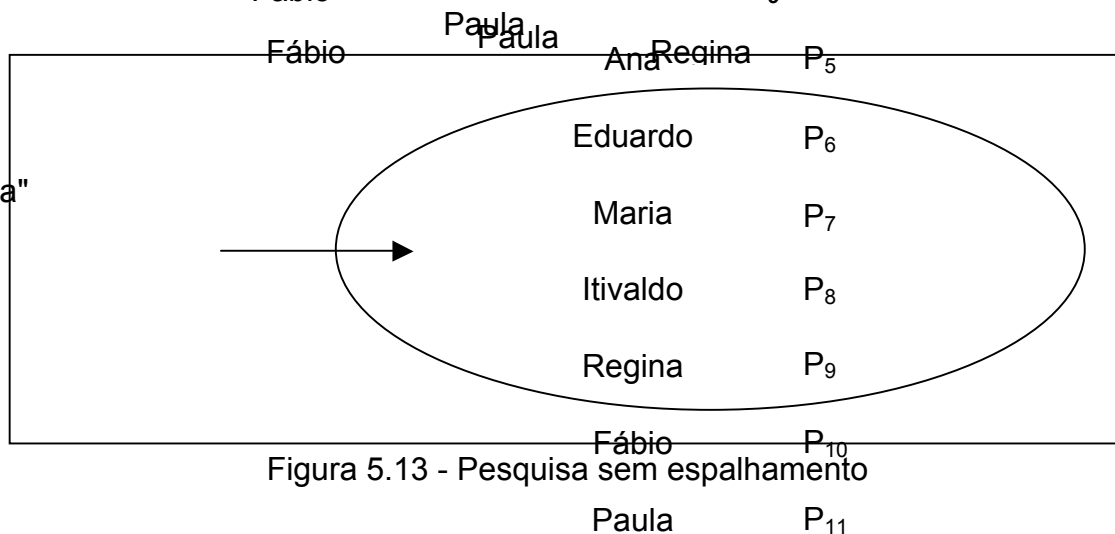 Paula
Paula
Fábio
Ana
Regina
P5
Eduardo P6
a"
Maria P7
Itivaldo P8
Regina P9
Fábio P10
Figura 5.13 - Pesquisa sem espalhamento
Paula P11